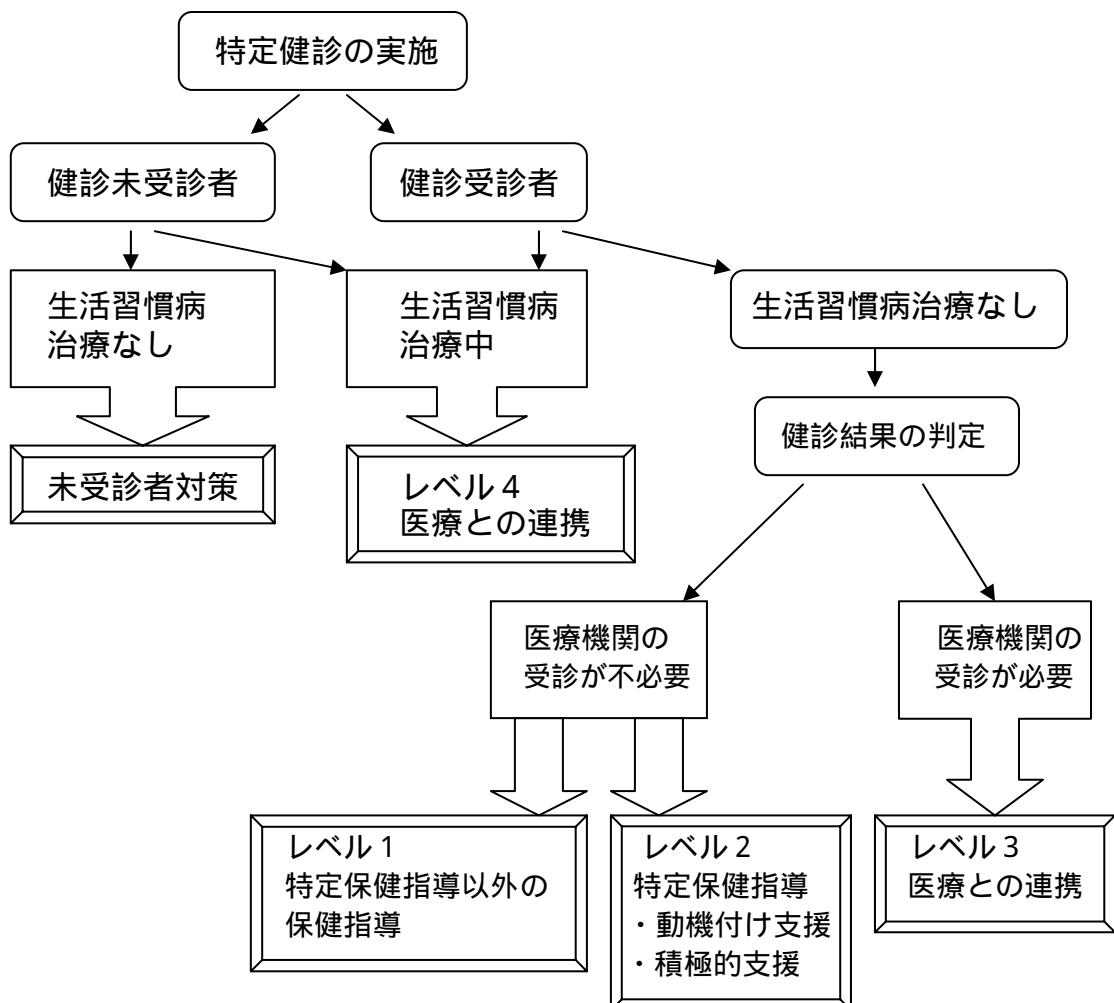 特定健診の実施
健診未受診者
健診受診者
生活習慣病
治療なし
生活習慣病
治療中
生活習慣病治療なし
健診結果の判定
未受診者対策
レベル４
医療との連携
医療機関の
受診が不必要
医療機関の
受診が必要
レベル１
特定保健指導以外の
保健指導
レベル２
特定保健指導
・動機付け支援
・積極的支援
レベル３
医療との連携